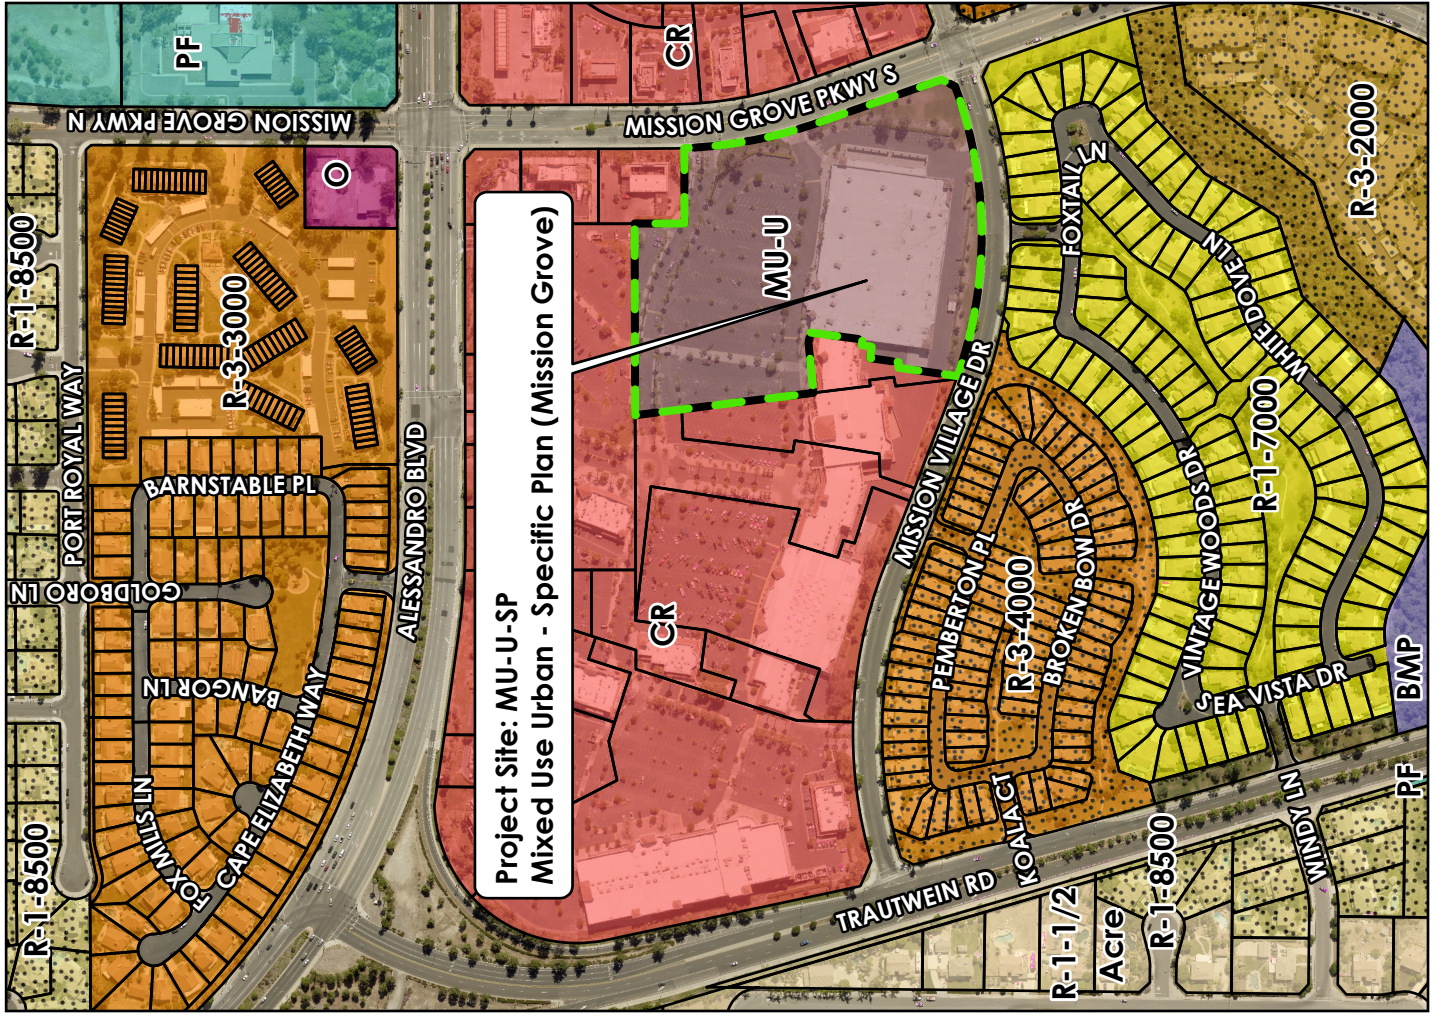 PF
CR
MISSION GROVE PKWY N
MISSION GROVE PKWY S
O
R-1-8500
R-3-3000
PORT ROYAL WAY
BARNSTABLE PL
GOLDBORO LN
BANGOR LN
FOX MILLS LN
CAPE ELIZABETH WAY
R-1-8500
ALESSANDRO BLVD
Project Site: MU-U-SP
Mixed Use Urban - Specific Plan (Mission Grove)
MU-U
CR
MISSION VILLAGE DR
FOXTAIL LN
WHITE DOVE LN
R-3-2000
R-1-7000
VINTAGE WOODS DR
PEMBERTON PL
R-3-4000
BROKEN BOW DR
SEA VISTA DR
BMP
KOALA CT
TRAUTWEIN RD
WINDY LN
PF
R-1-1/2
Acre
R-1-8500